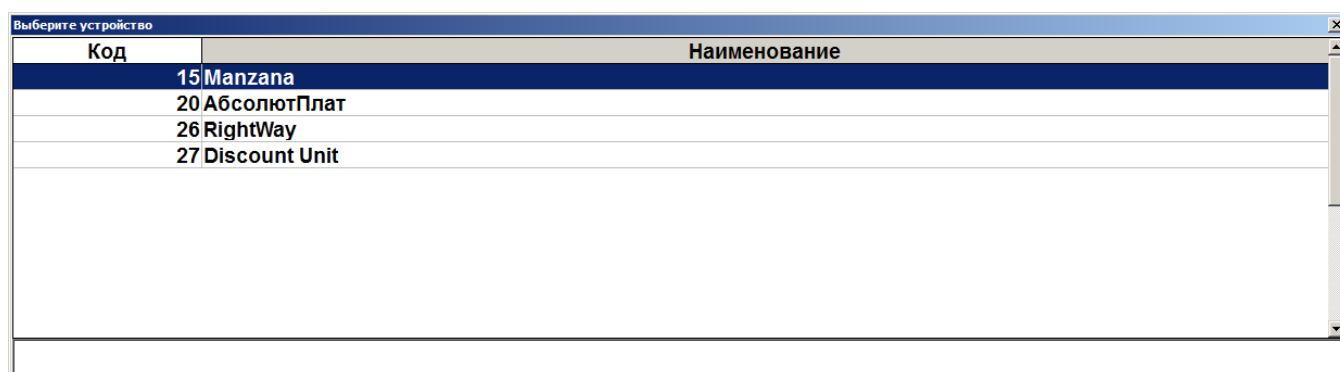 Выберите устройство
Код Наименование
15 Manzana
20 АбсолютПлат
26 RightWay
27 Discount Unit